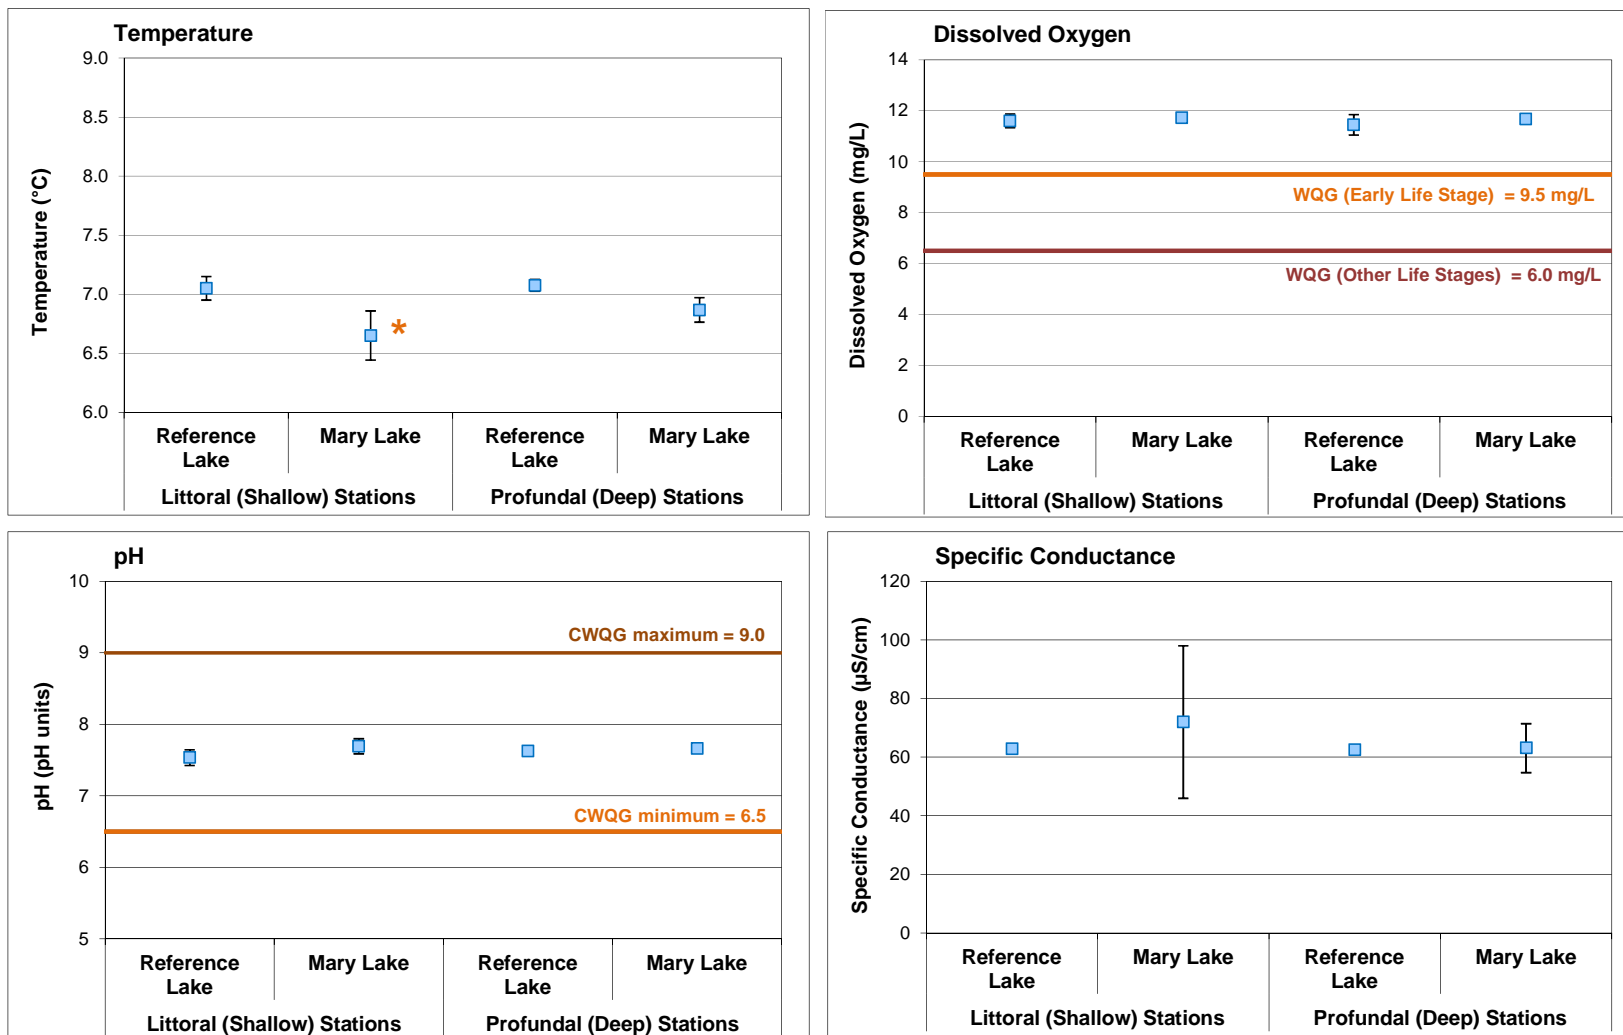 Temperature
9.0
8.5
8.0
7.5
7.0
6.5
6.0
Temperature (°C)
*
Reference Lake
Mary Lake
Reference Lake
Mary Lake
Littoral (Shallow) Stations
Profundal (Deep) Stations
Dissolved Oxygen
14
12
10
8
6
4
2
0
Dissolved Oxygen (mg/L)
WQG (Early Life Stage) = 9.5 mg/L
WQG (Other Life Stages) = 6.0 mg/L
Reference Lake
Mary Lake
Reference Lake
Mary Lake
Littoral (Shallow) Stations
Profundal (Deep) Stations
pH
10
9
8
7
6
5
pH (pH units)
CWQG maximum = 9.0
CWQG minimum = 6.5
Reference Lake
Mary Lake
Reference Lake
Mary Lake
Littoral (Shallow) Stations
Profundal (Deep) Stations
Specific Conductance
120
100
80
60
40
20
0
Specific Conductance (µS/cm)
Reference Lake
Mary Lake
Reference Lake
Mary Lake
Littoral (Shallow) Stations
Profundal (Deep) Stations